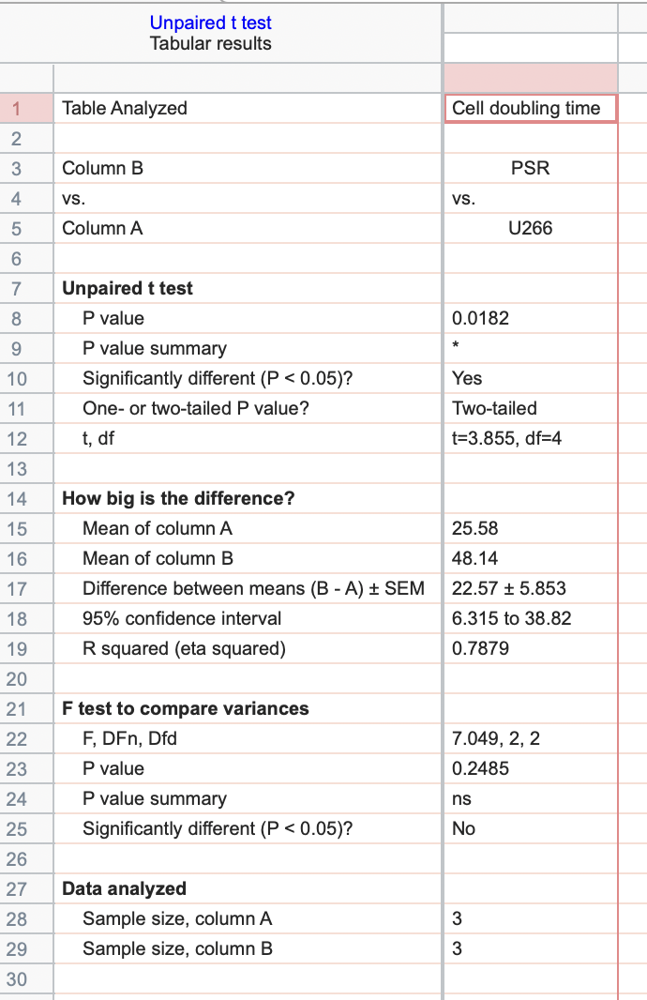 Unpaired t test
Tabular results
1 Table Analyzed Cell doubling time
2
3 Column B PSR
4 vs. vs.
5 Column A U266
6
7 Unpaired t test
8 P value 0.0182
9 P value summary *
10 Significantly different (P < 0.05)? Yes
11 One- or two-tailed P value? Two-tailed
12 t, df t=3.855, df=4
13
14 How big is the difference?
15 Mean of column A 25.58
16 Mean of column B 48.14
17 Difference between means (B - A) ± SEM 22.57 ± 5.853
18 95% confidence interval 6.315 to 38.82
19 R squared (eta squared) 0.7879
20
21 F test to compare variances
22 F, DFn, Dfd 7.049, 2, 2
23 P value 0.2485
24 P value summary ns
25 Significantly different (P < 0.05)? No
26
27 Data analyzed
28 Sample size, column A 3
29 Sample size, column B 3
30